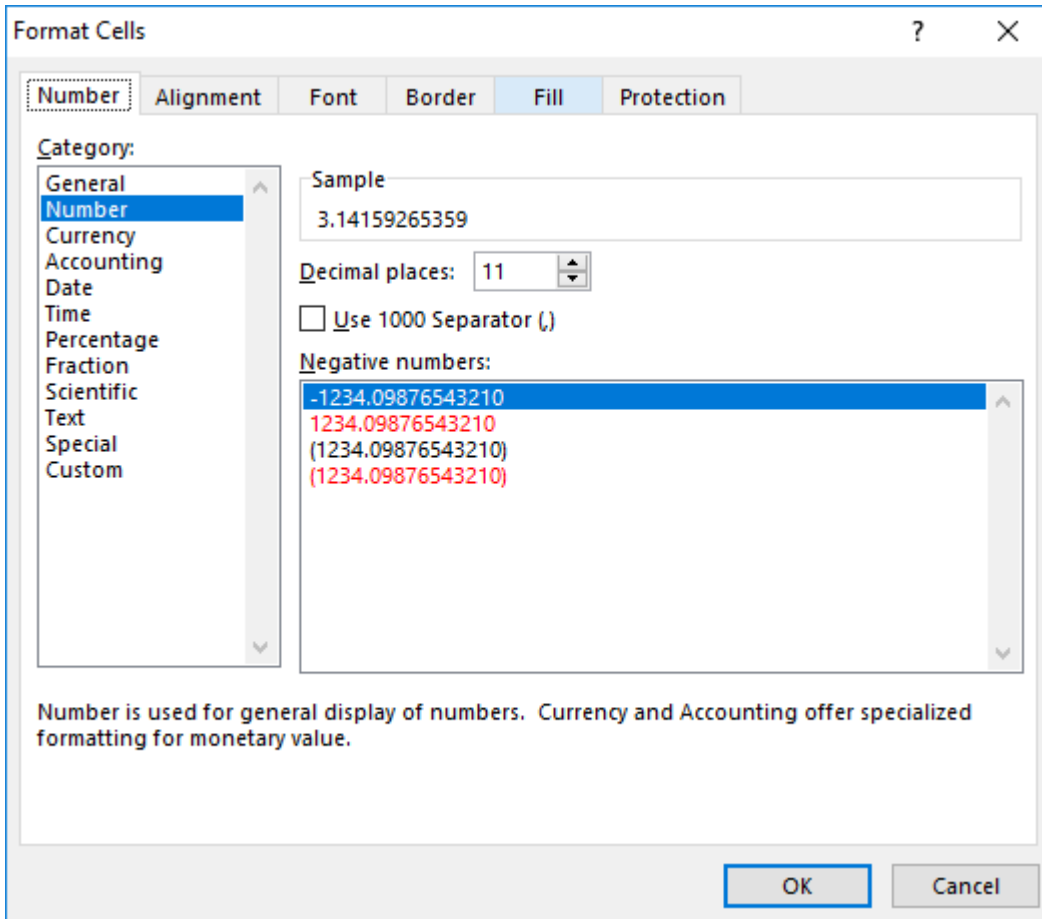 Format Cells
?
Number Alignment Font Border Fill Protection
Category:
General
Number
Currency
Accounting
Date
Time
Percentage
Fraction
Scientific
Text
Special
Custom
Sample
3.14159265359
Decimal places: 11
Use 1000 Separator (,)
Negative numbers:
-1234.09876543210
1234.09876543210
(1234.09876543210)
(1234.09876543210)
Number is used for general display of numbers.  Currency and Accounting offer specialized
formatting for monetary value.
OK Cancel